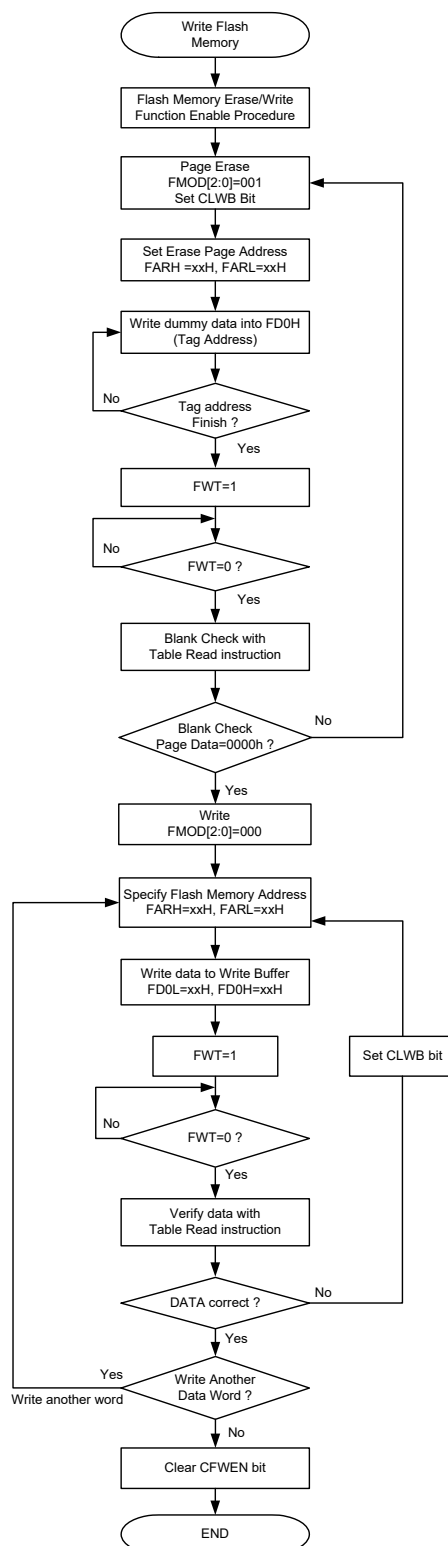 Write Flash
Memory
Flash Memory Erase/Write
Function Enable Procedure
Page Erase
FMOD[2:0]=001
Set CLWB Bit
Set Erase Page Address
FARH =xxH, FARL=xxH
Write dummy data into FD0H
(Tag Address)
No
Tag address
Finish ?
Yes
FWT=1
No
FWT=0 ?
Yes
Blank Check with
Table Read instruction
No
Blank Check
Page Data=0000h ?
Yes
Write
FMOD[2:0]=000
Specify Flash Memory Address
FARH=xxH, FARL=xxH
Write data to Write Buffer
FD0L=xxH, FD0H=xxH
FWT=1
Set CLWB bit
No
FWT=0 ?
Yes
Verify data with
Table Read instruction
No
DATA correct ?
Yes
Yes
Write another word
Write Another
Data Word ?
No
Clear CFWEN bit
END